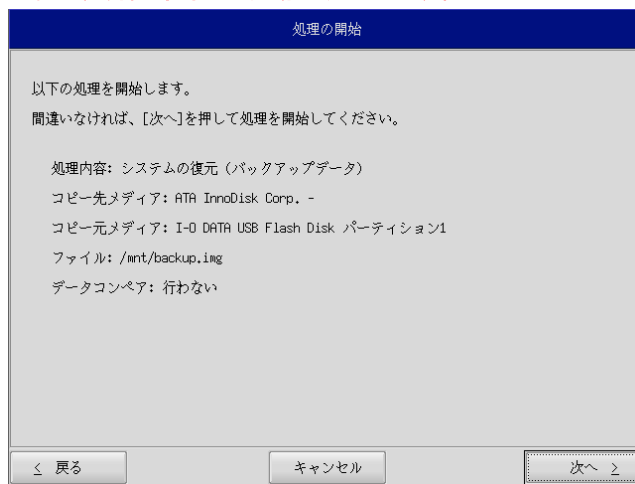 処理の開始
以下の処理を開始します。
間違いなければ、[次へ]を押して処理を開始してください。
処理内容: システムの復元（バックアップデータ）
コピー先メディア: ATA InnoDisk Corp. -
コピー元メディア: I-O DATA USB Flash Disk パーティション1
ファイル: /mnt/backup.img
データコンペア: 行わない
< 戻る
キャンセル
次へ >